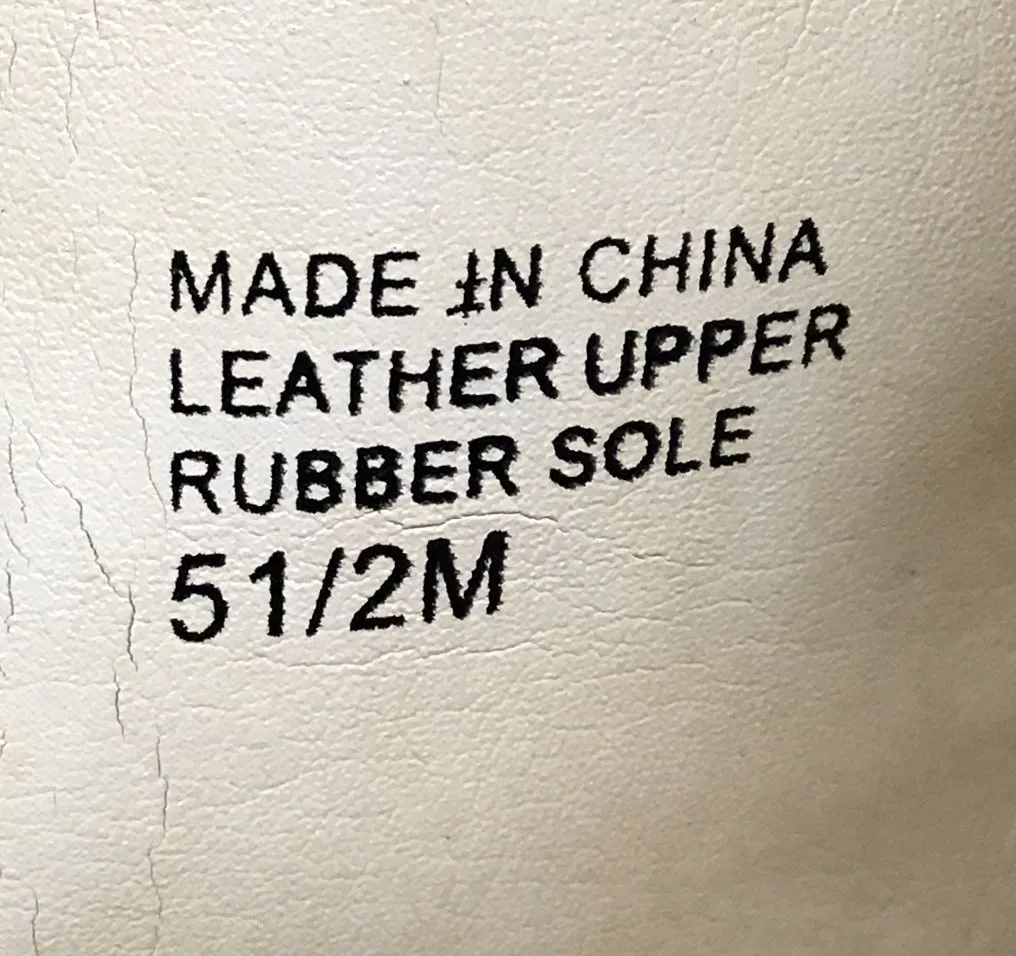 MADE IN CHINA
LEATHER UPPER
RUBBER SOLE
51/2M